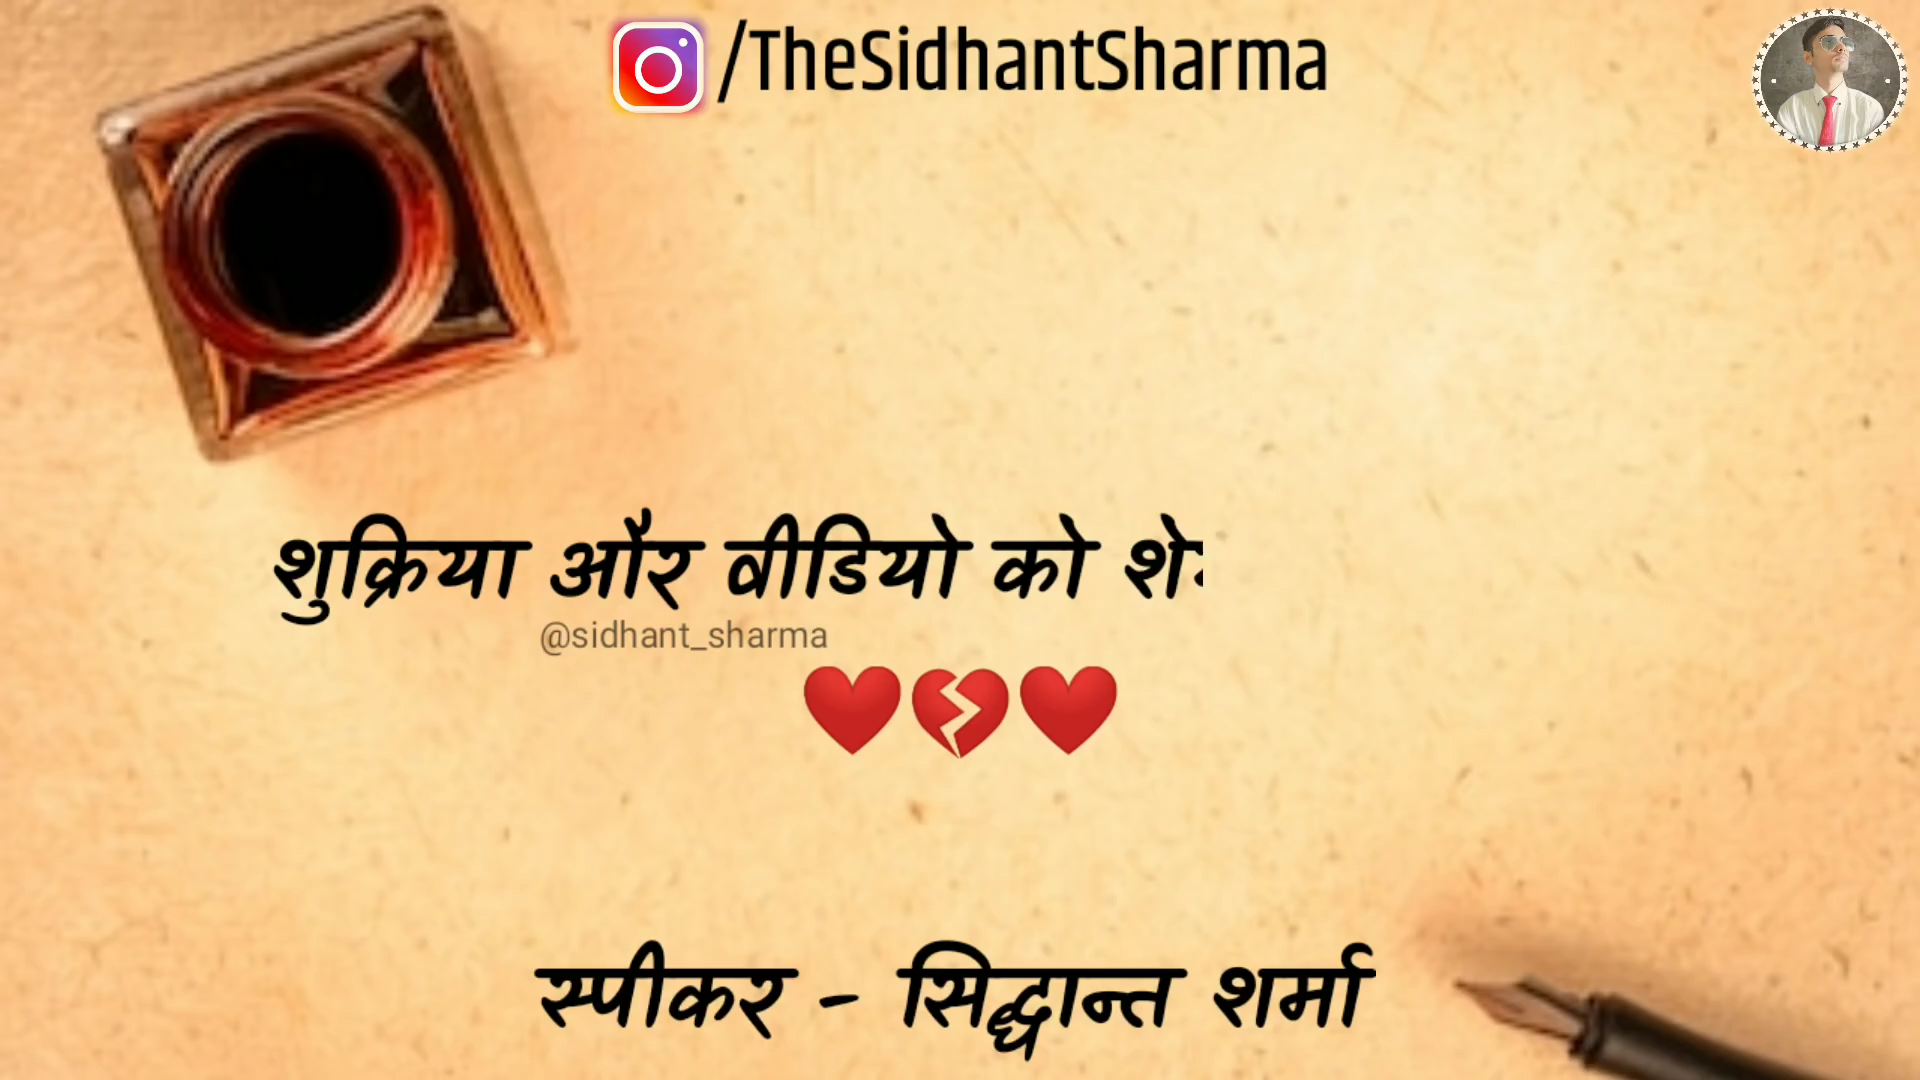 /TheSidhantSharma
शुक्रिया और वीडियो को
@sidhant_sharma
❤️💔❤️
स्पीकर - सिद्धान्त शर्मा